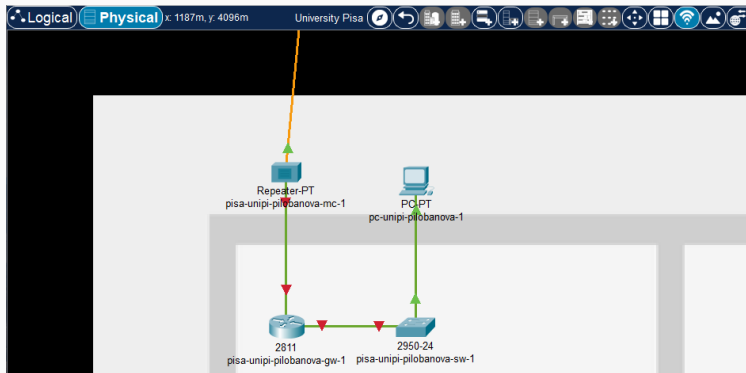 Logical Physical x: 1187m, y: 4096m University Pisa
Repeater-PT
pisa-unipi-pilobanova-mc-1
PC-PT
pc-unipi-pilobanova-1
2811
pisa-unipi-pilobanova-gw-1
2950-24
pisa-unipi-pilobanova-sw-1